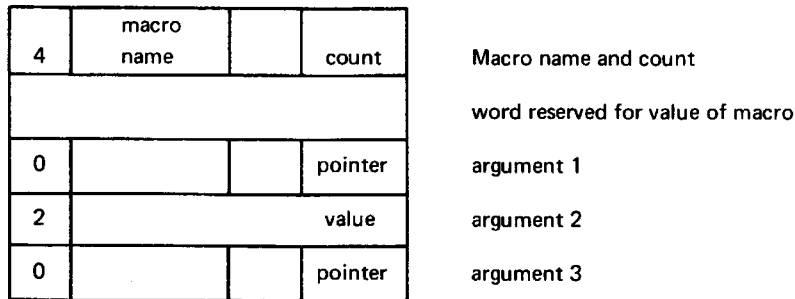 macro
4 name count Macro name and count
word reserved for value of macro
0 pointer argument 1
2 value argument 2
0 pointer argument 3